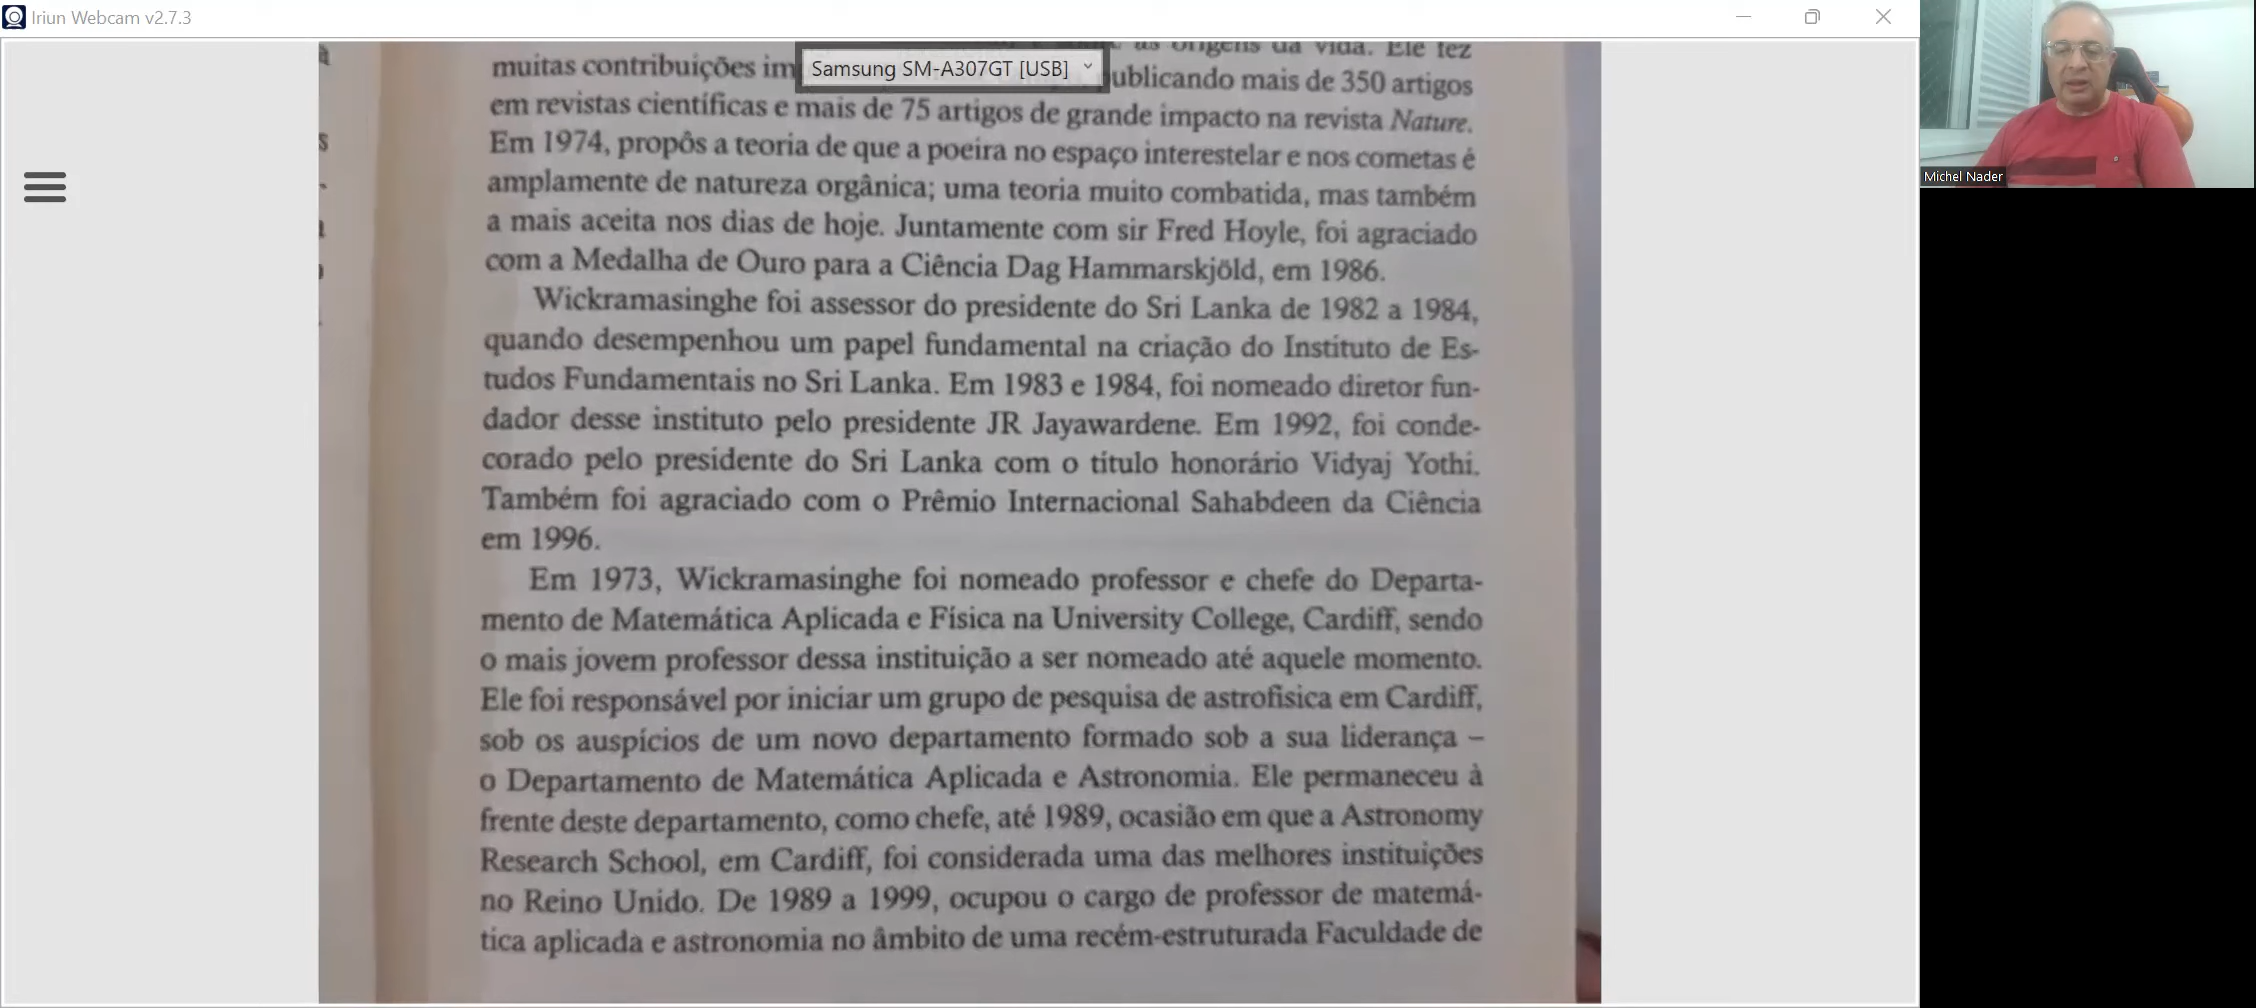 Iriun Webcam v2.7.3
as origens da vida. Ele fez
muitas contribuições
Samsung SM-A307GT [USB]
publicando mais de 350 artigos
em revistas científicas e mais de 75 artigos de grande impacto na revista Nature.
Em 1974, propôs a teoria de que a poeira no espaço interestelar e nos cometas é
amplamente de natureza orgânica; uma teoria muito combatida, mas também
a mais aceita nos dias de hoje. Juntamente com sir Fred Hoyle, foi agraciado
com a Medalha de Ouro para a Ciência Dag Hammarskjöld, em 1986.
Wickramasinghe foi assessor do presidente do Sri Lanka de 1982 a 1984,
quando desempenhou um papel fundamental na criação do Instituto de Es-
tudos Fundamentais no Sri Lanka. Em 1983 e 1984, foi nomeado diretor fun-
dador desse instituto pelo presidente JR Jayawardene. Em 1992, foi conde-
corado pelo presidente do Sri Lanka com o título honorário Vidyaj Yothi.
Também foi agraciado com o Prêmio Internacional Sahabdeen da Ciência
em 1996.
Em 1973, Wickramasinghe foi nomeado professor e chefe do Departa-
mento de Matemática Aplicada e Física na University College, Cardiff, sendo
o mais jovem professor dessa instituição a ser nomeado até aquele momento.
Ele foi responsável por iniciar um grupo de pesquisa de astrofísica em Cardiff,
sob os auspícios de um novo departamento formado sob a sua liderança –
o Departamento de Matemática Aplicada e Astronomia. Ele permaneceu à
frente deste departamento, como chefe, até 1989, ocasião em que a Astronomy
Research School, em Cardiff, foi considerada uma das melhores instituições
no Reino Unido. De 1989 a 1999, ocupou o cargo de professor de matemá-
tica aplicada e astronomia no âmbito de uma recém-estruturada Faculdade de
Michel Nader